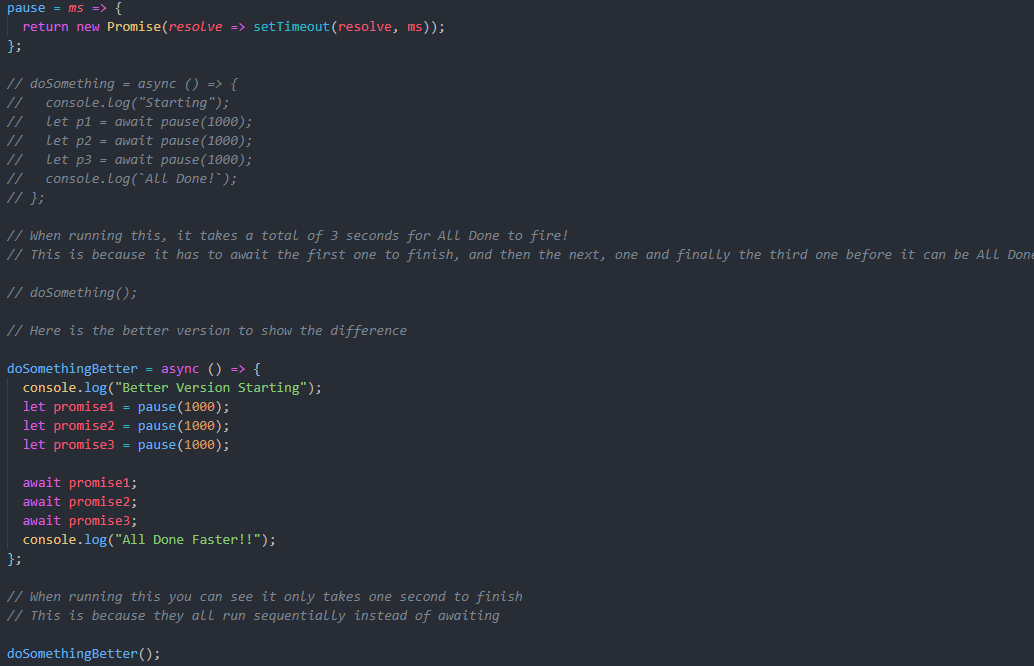 pause = ms => {
  return new Promise(resolve => setTimeout(resolve, ms));
};

// doSomething = async () => {
//   console.log("Starting");
//   let p1 = await pause(1000);
//   let p2 = await pause(1000);
//   let p3 = await pause(1000);
//   console.log(`All Done!`);
// };

// When running this, it takes a total of 3 seconds for All Done to fire!
// This is because it has to await the first one to finish, and then the next, one and finally the third one before it can be All Done

// doSomething();

// Here is the better version to show the difference

doSomethingBetter = async () => {
  console.log("Better Version Starting");
  let promise1 = pause(1000);
  let promise2 = pause(1000);
  let promise3 = pause(1000);

  await promise1;
  await promise2;
  await promise3;
  console.log("All Done Faster!!");
};

// When running this you can see it only takes one second to finish
// This is because they all run sequentially instead of awaiting

doSomethingBetter();